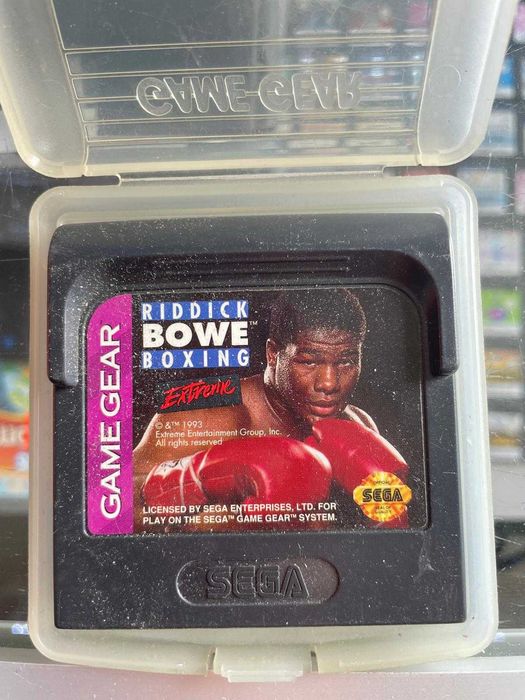 GAME GEAR
GAME GEAR
RIDDICK
BOWE™
BOXING
Extreme
© &™ 1993
Extreme Entertainment Group, Inc.
All rights reserved
OFFICIAL
SEGA
SEAL OF
QUALITY
LICENSED BY SEGA ENTERPRISES, LTD. FOR
PLAY ON THE SEGA™ GAME GEAR™ SYSTEM.
SEGA